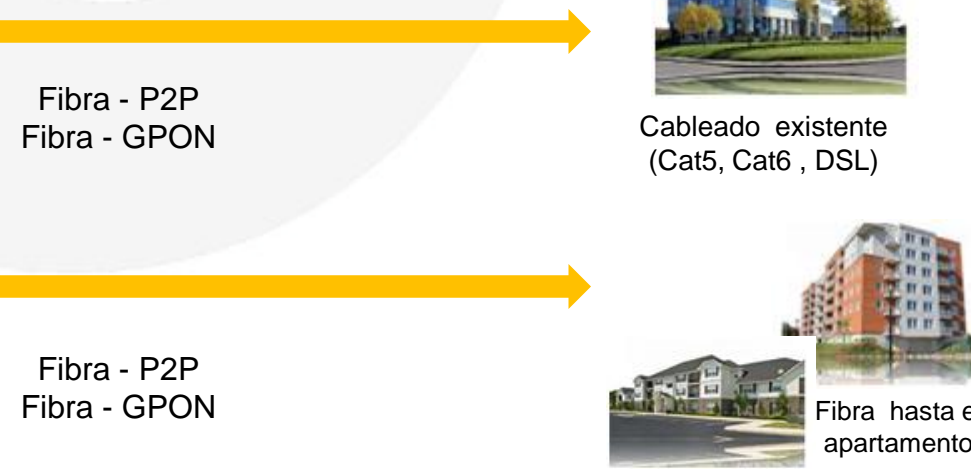 Fibra - P2P
Fibra - GPON
Cableado existente
(Cat5, Cat6 , DSL)
Fibra - P2P
Fibra - GPON
Fibra hasta e
apartamento